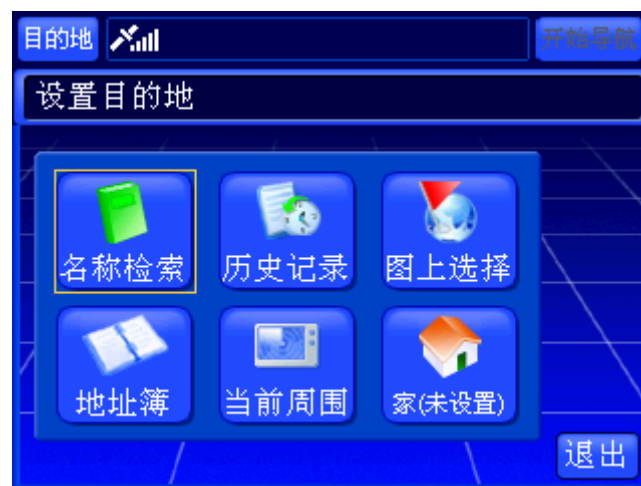 目的地 开始导航
设置目的地
名称检索 历史记录 图上选择
地址簿 当前周围 家(未设置)
退出